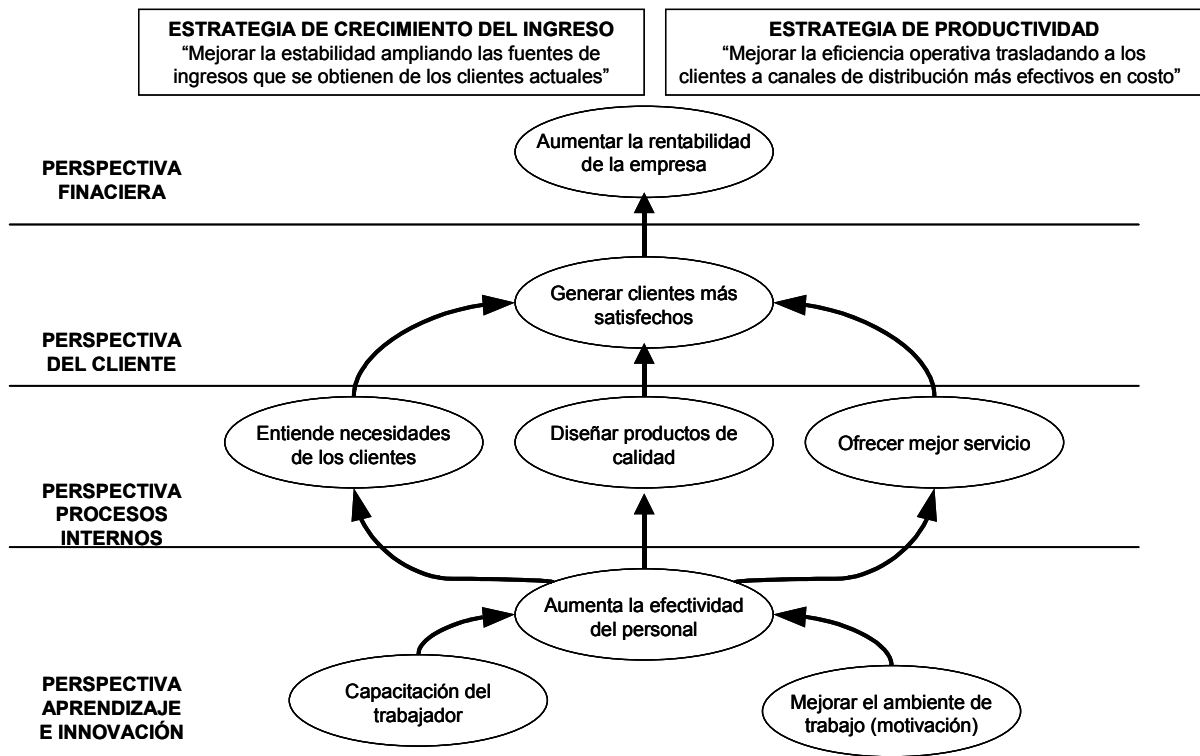 ESTRATEGIA DE CRECIMIENTO DEL INGRESO
“Mejorar la estabilidad ampliando las fuentes de
ingresos que se obtienen de los clientes actuales”
ESTRATEGIA DE PRODUCTIVIDAD
“Mejorar la eficiencia operativa trasladando a los
clientes a canales de distribución más efectivos en costo”
PERSPECTIVA
FINACIERA
Aumentar la rentabilidad
de la empresa
PERSPECTIVA
DEL CLIENTE
Generar clientes más
satisfechos
PERSPECTIVA
PROCESOS
INTERNOS
Entiende necesidades
de los clientes
Diseñar productos de
calidad
Ofrecer mejor servicio
PERSPECTIVA
APRENDIZAJE
E INNOVACIÓN
Aumenta la efectividad
del personal
Capacitación del
trabajador
Mejorar el ambiente de
trabajo (motivación)